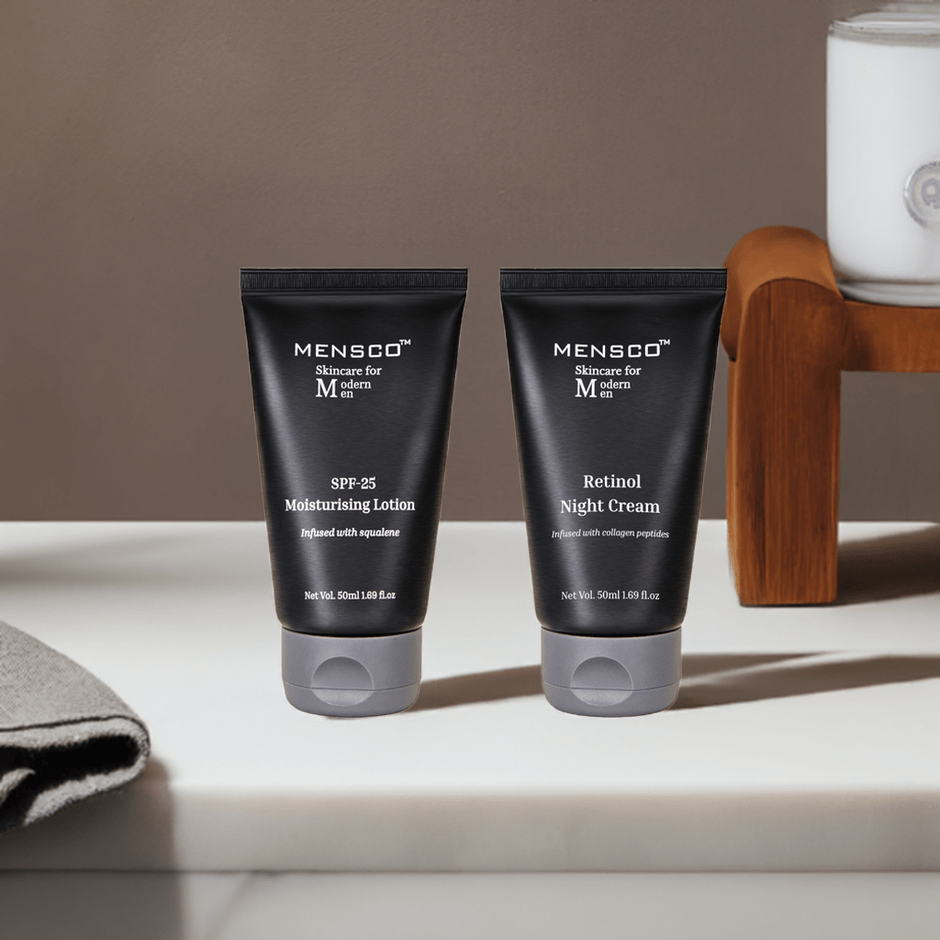 MENSCO™
Skincare for
Modern
Men
SPF-25
Moisturising Lotion
Infused with squalene
Net Vol. 50ml 1.69 fl.oz
MENSCO™
Skincare for
Modern
Men
Retinol
Night Cream
Infused with collagen peptides
Net Vol. 50ml 1.69 fl.oz